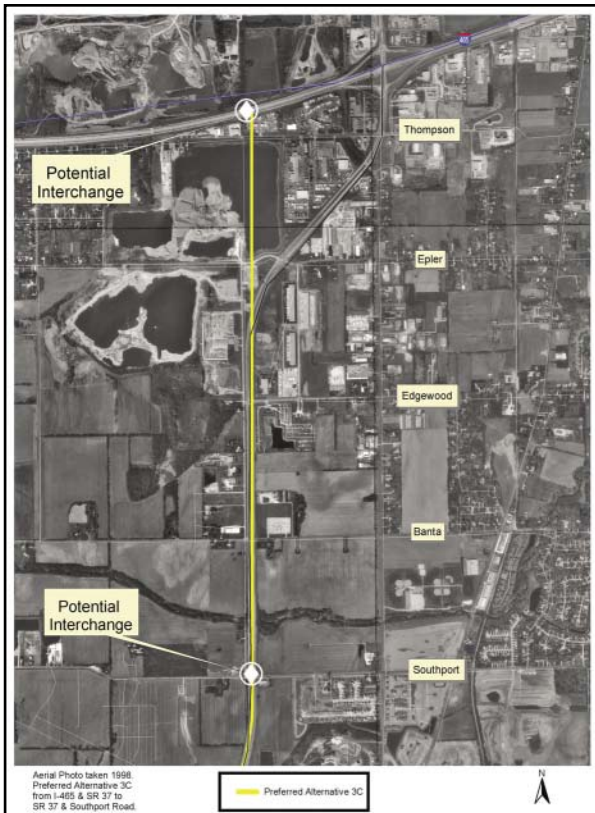 465
Thompson
Potential
Interchange
Epler
Edgewood
Banta
Potential
Interchange
Southport
Aerial Photo taken 1998.
Preferred Alternative 3C
from I-465 & SR 37 to
SR 37 & Southport Road.
Preferred Alternative 3C
N